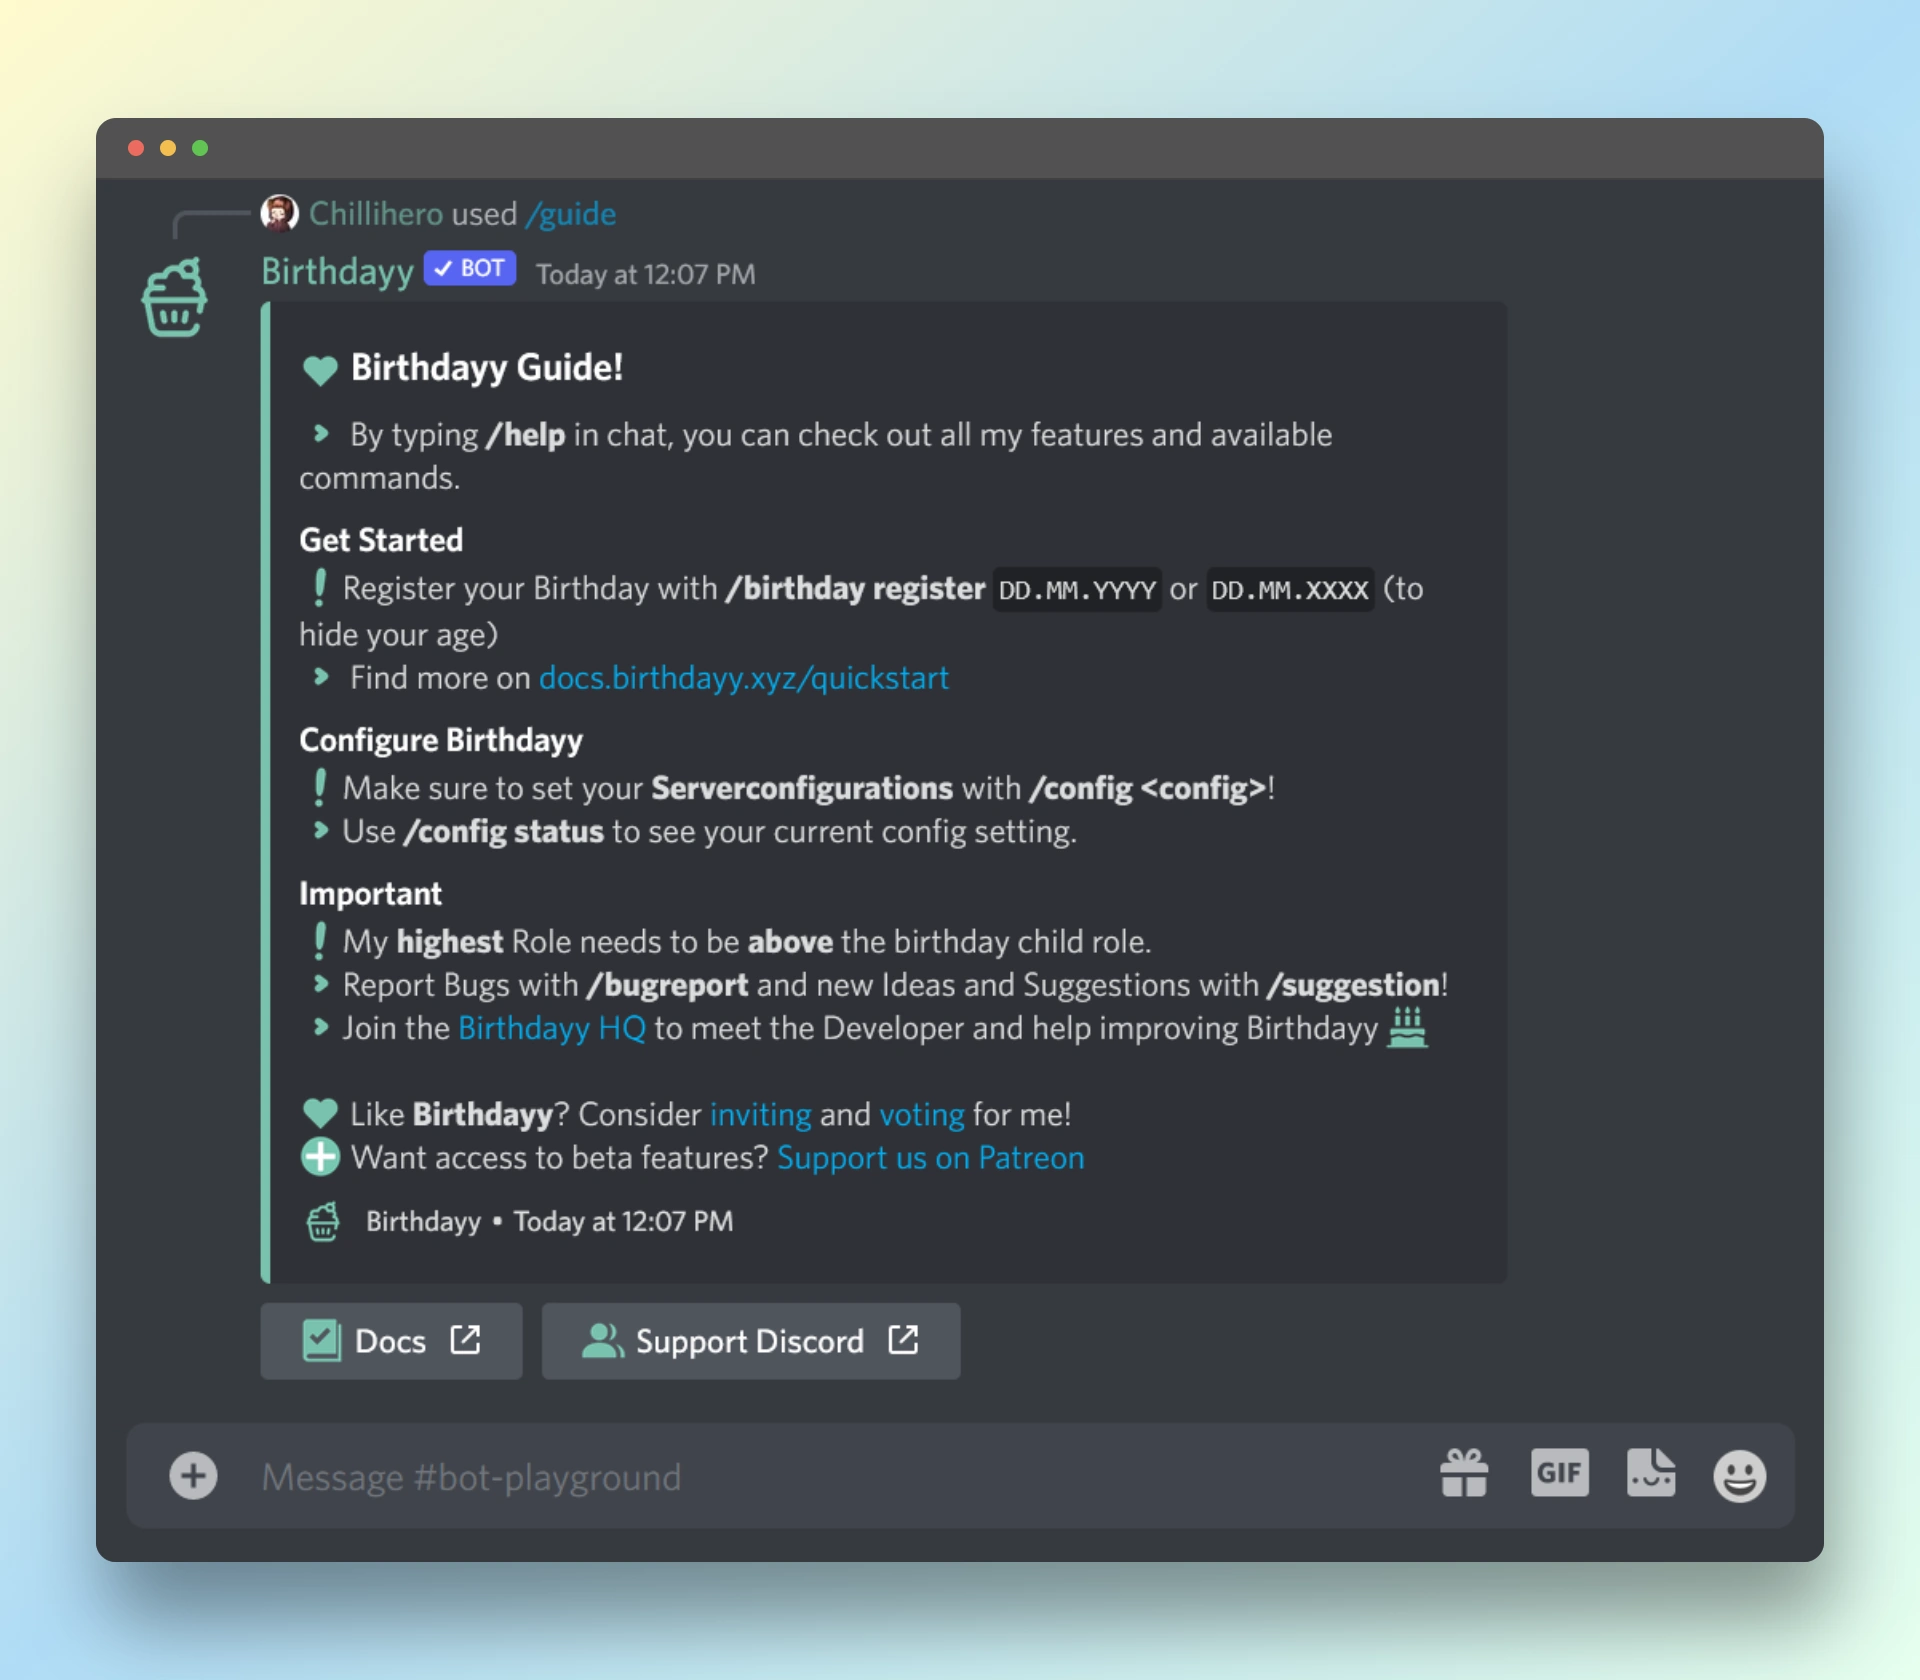 Chillihero used /guide
Birthdayy ✓ BOT Today at 12:07 PM
Birthdayy Guide!
By typing /help in chat, you can check out all my features and available
commands.
Get Started
Register your Birthday with /birthday register DD.MM.YYYY or DD.MM.XXXX (to
hide your age)
Find more on docs.birthdayy.xyz/quickstart
Configure Birthdayy
Make sure to set your Serverconfigurations with /config <config>!
Use /config status to see your current config setting.
Important
My highest Role needs to be above the birthday child role.
Report Bugs with /bugreport and new Ideas and Suggestions with /suggestion!
Join the Birthdayy HQ to meet the Developer and help improving Birthdayy
Like Birthdayy? Consider inviting and voting for me!
Want access to beta features? Support us on Patreon
Birthdayy • Today at 12:07 PM
Docs Support Discord
Message #bot-playground GIF